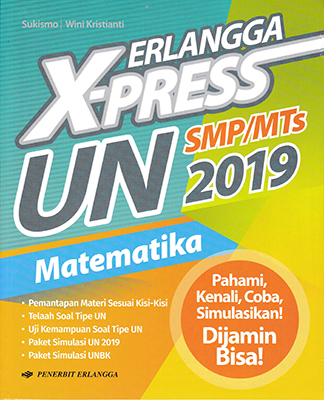 Sukismo | Wini Kristianti
ERLANGGA
X-PRESS
UN SMP/MTs
2019
Matematika
• Pemantapan Materi Sesuai Kisi-Kisi
• Telaah Soal Tipe UN
• Uji Kemampuan Soal Tipe UN
• Paket Simulasi UN 2019
• Paket Simulasi UNBK
Pahami,
Kenali, Coba,
Simulasikan!
Dijamin
Bisa!
PENERBIT ERLANGGA